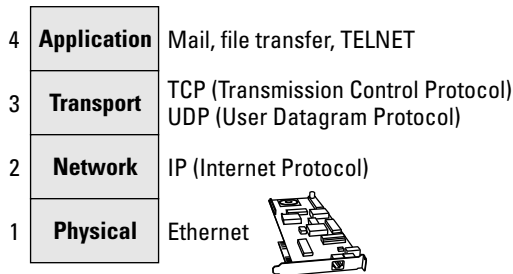 4 Application Mail, file transfer, TELNET
3 Transport TCP (Transmission Control Protocol)
UDP (User Datagram Protocol)
2 Network IP (Internet Protocol)
1 Physical Ethernet